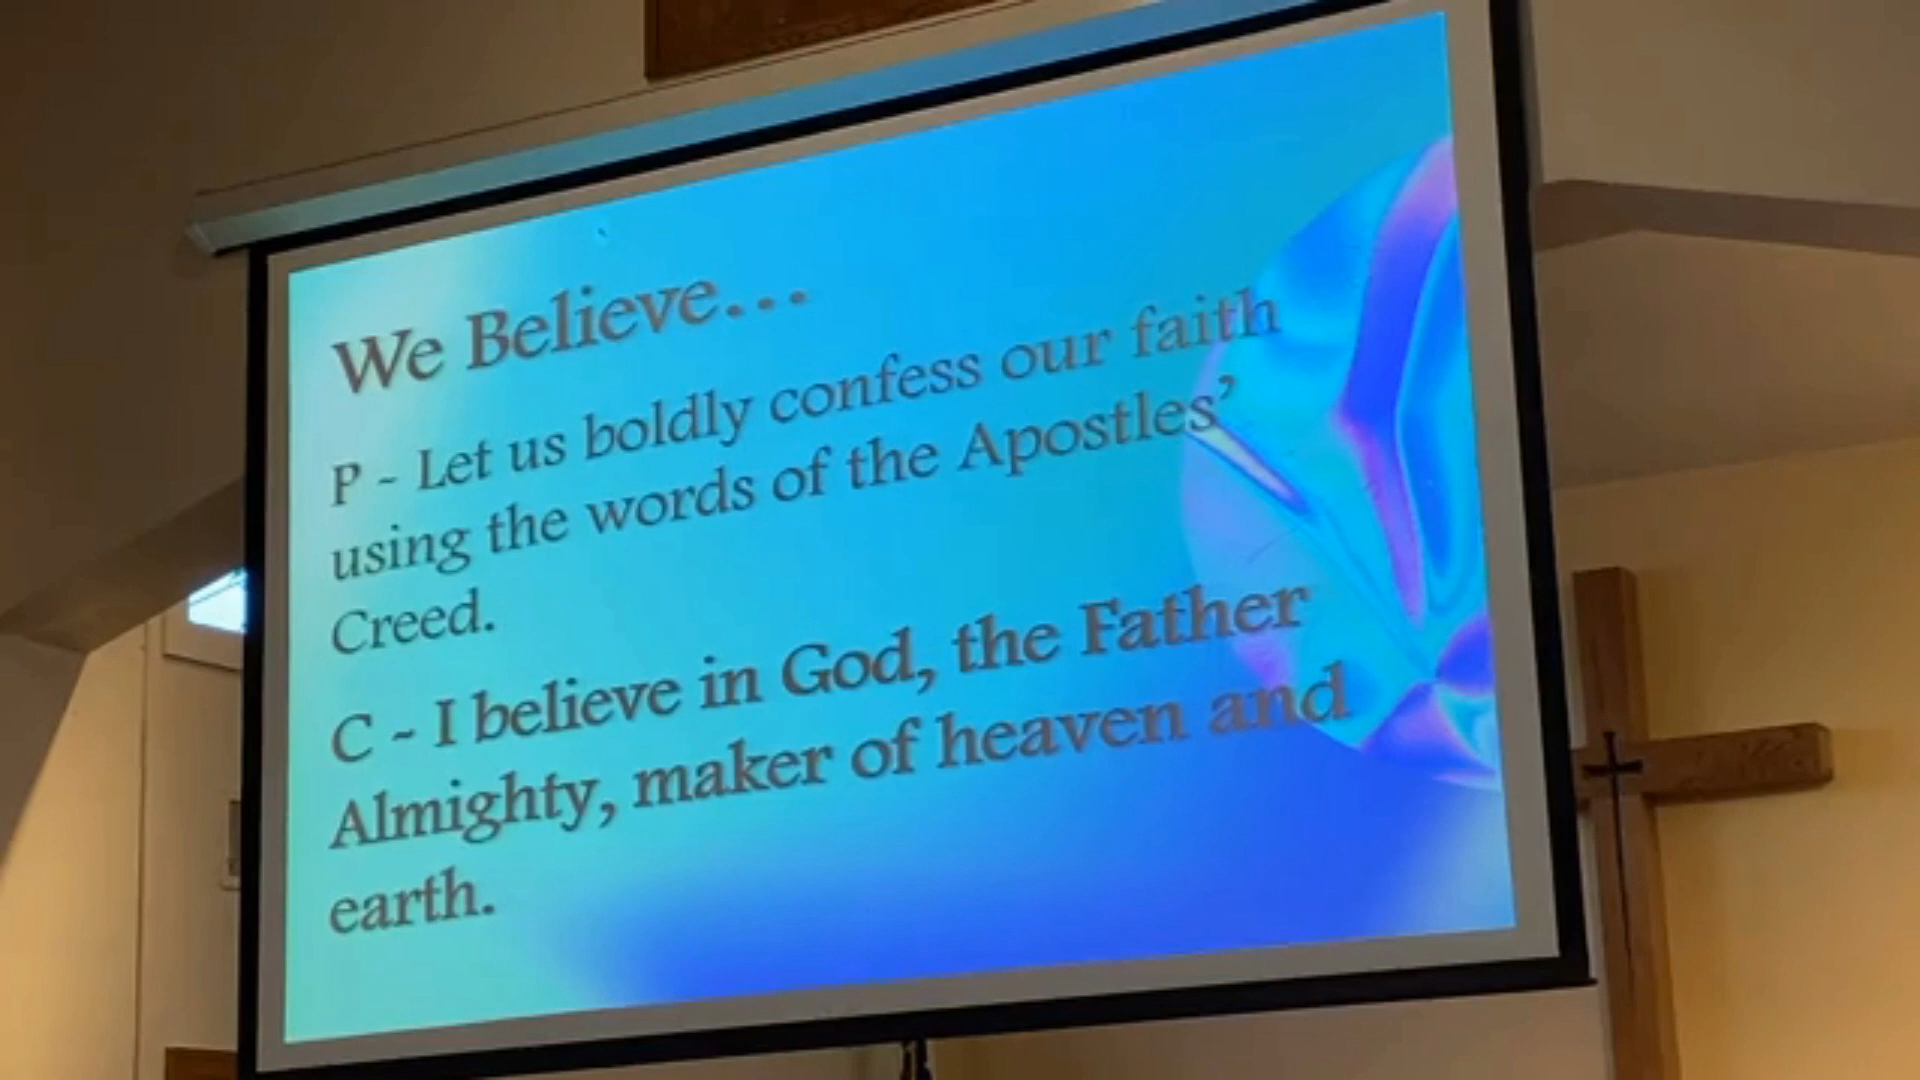 We Believe...
P - Let us boldly confess our faith
using the words of the Apostles’
Creed.
C - I believe in God, the Father
Almighty, maker of heaven and
earth.